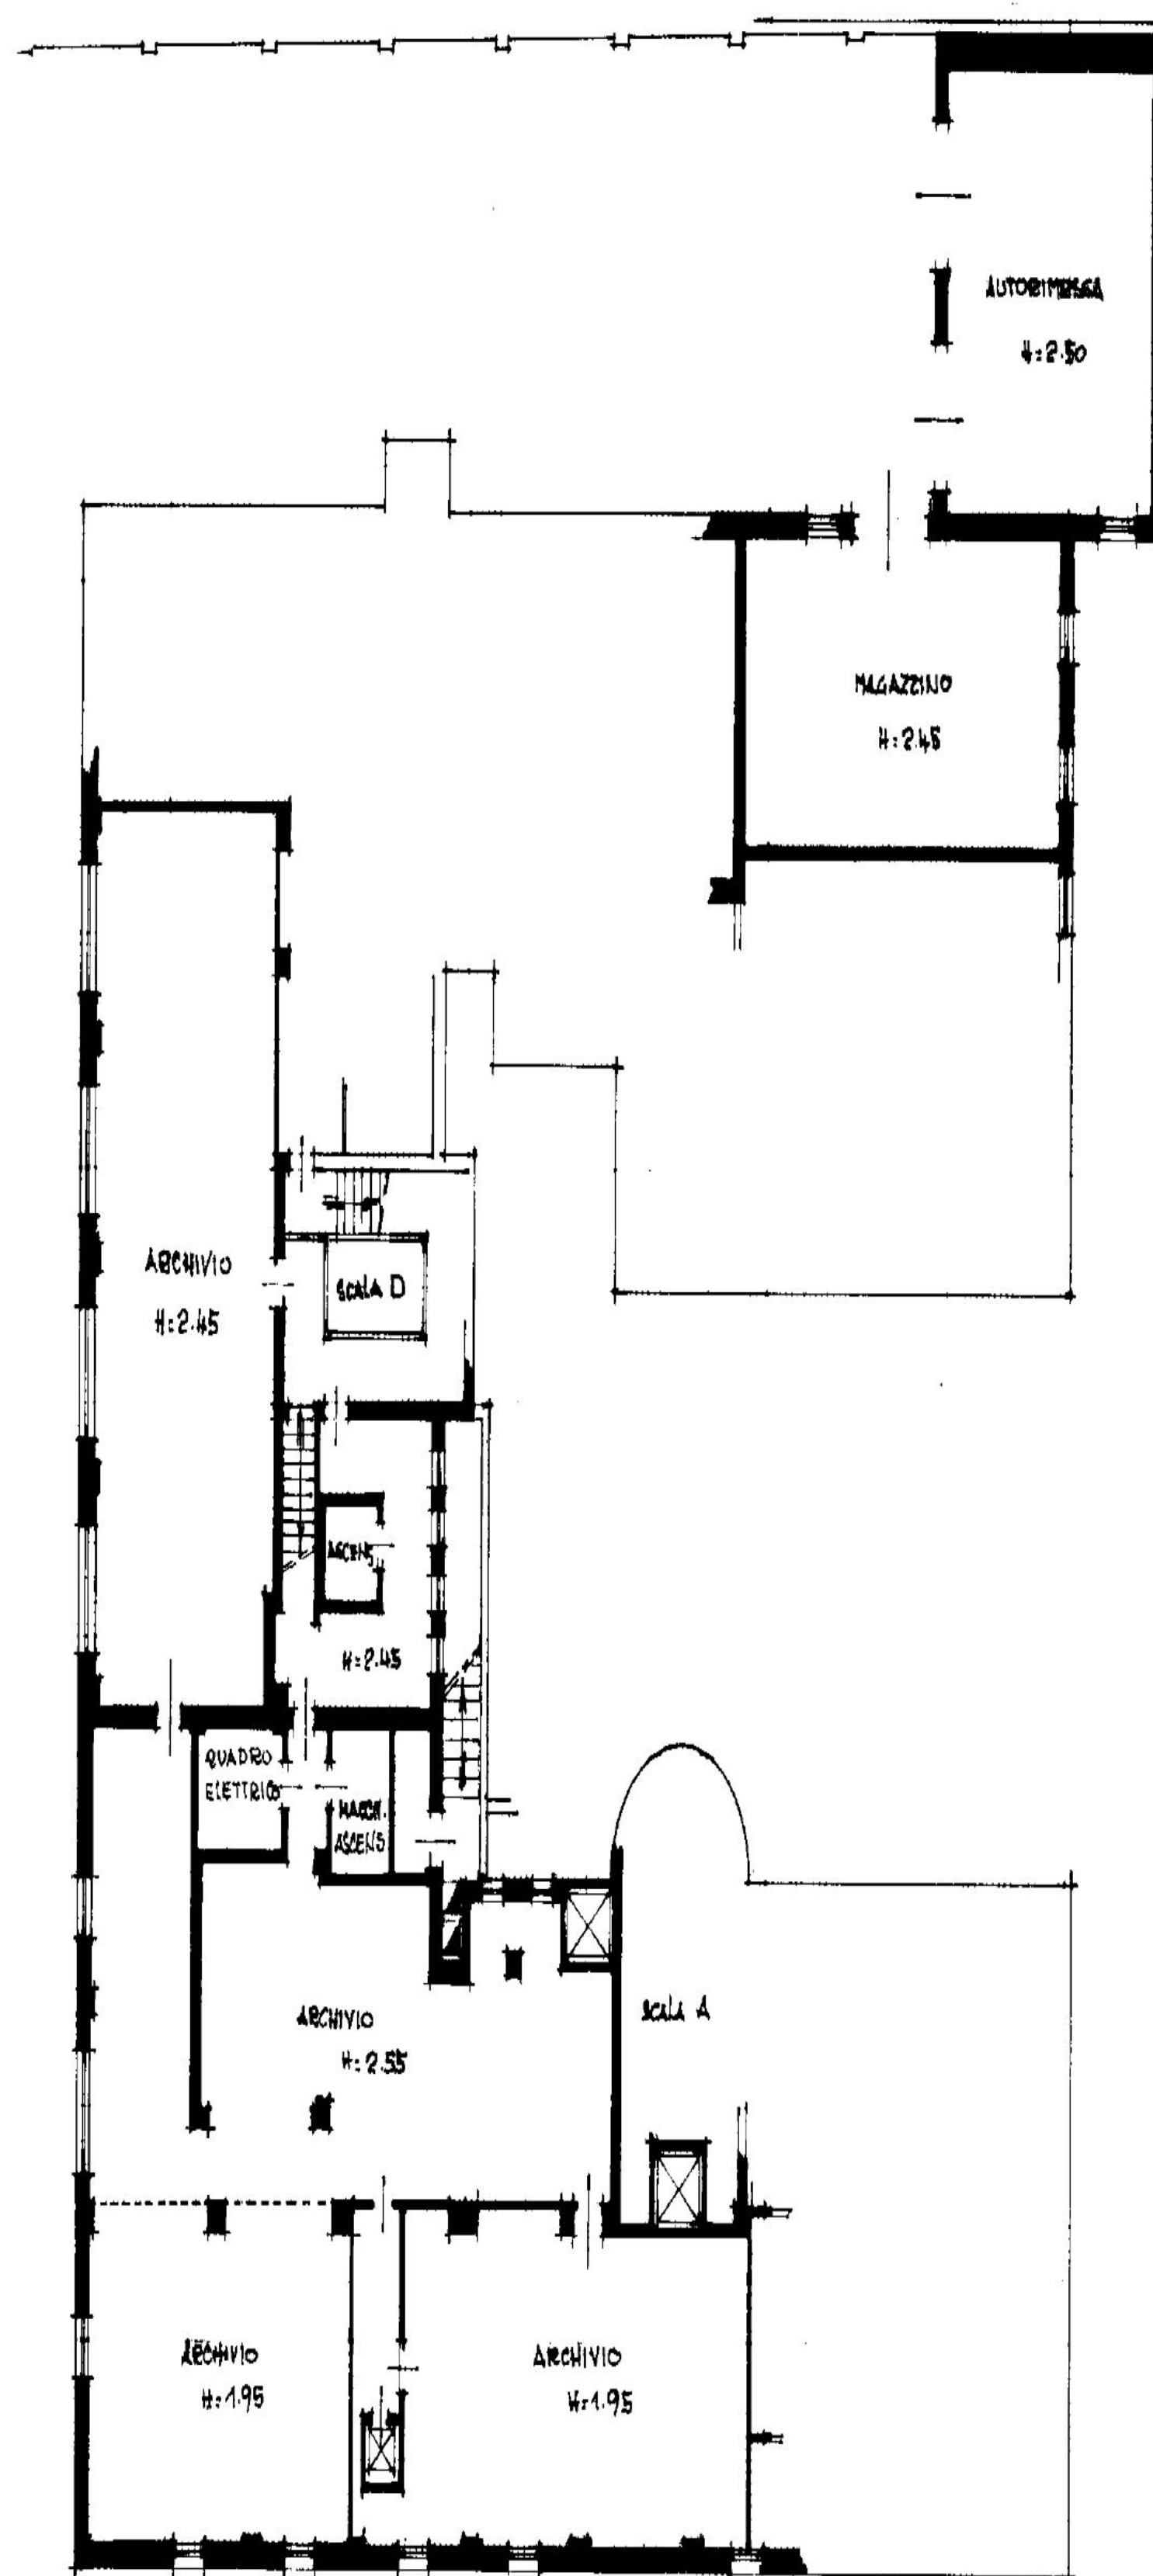 AUTORIMESSA
H=2.50
MAGAZZINO
H=2.45
ARCHIVIO
H=2.45
SCALA D
ASCENS
H=2.45
QUADRO
ELETTRICO
MACCH.
ASCENS
ARCHIVIO
H=2.55
SCALA A
ARCHIVIO
H=1.95
ARCHIVIO
H=1.95